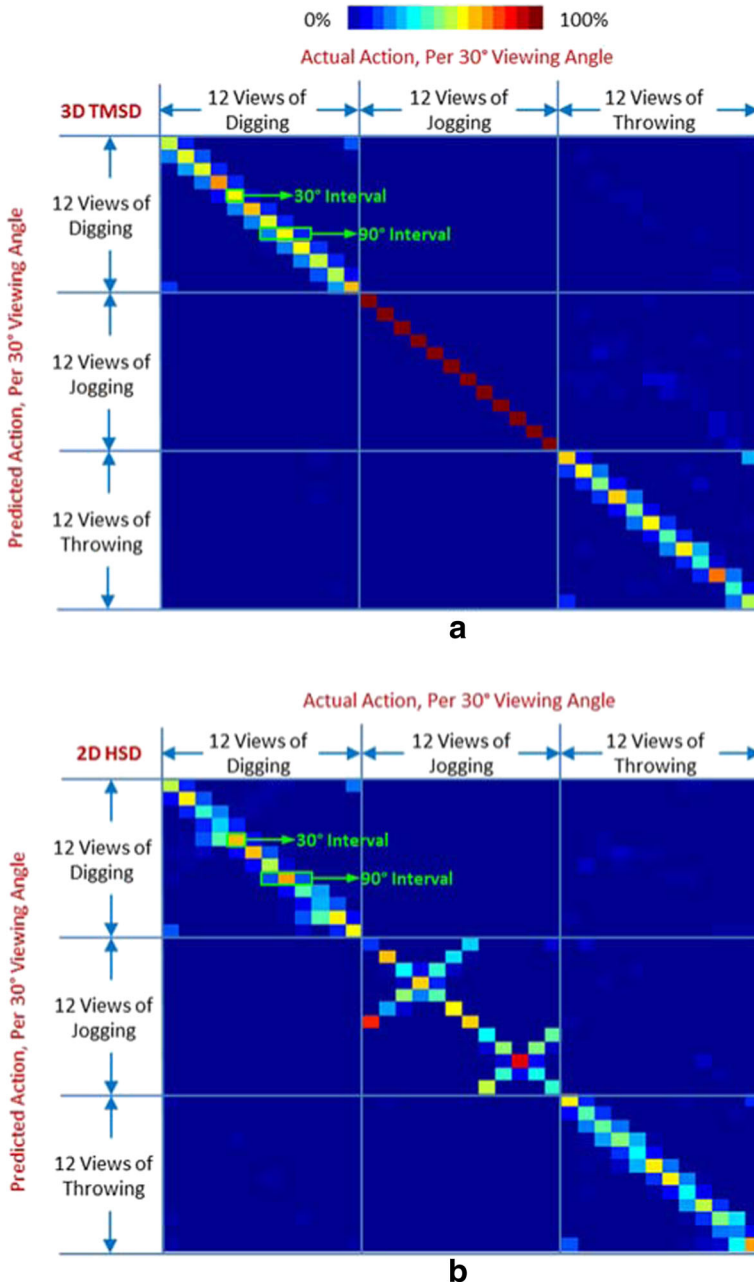 0% 100%
Actual Action, Per 30° Viewing Angle
3D TMSD
12 Views of
Digging
12 Views of
Jogging
12 Views of
Throwing
Predicted Action, Per 30° Viewing Angle
12 Views of
Digging
30° Interval
90° Interval
12 Views of
Jogging
12 Views of
Throwing
a
Actual Action, Per 30° Viewing Angle
2D HSD
12 Views of
Digging
12 Views of
Jogging
12 Views of
Throwing
Predicted Action, Per 30° Viewing Angle
12 Views of
Digging
30° Interval
90° Interval
12 Views of
Jogging
12 Views of
Throwing
b